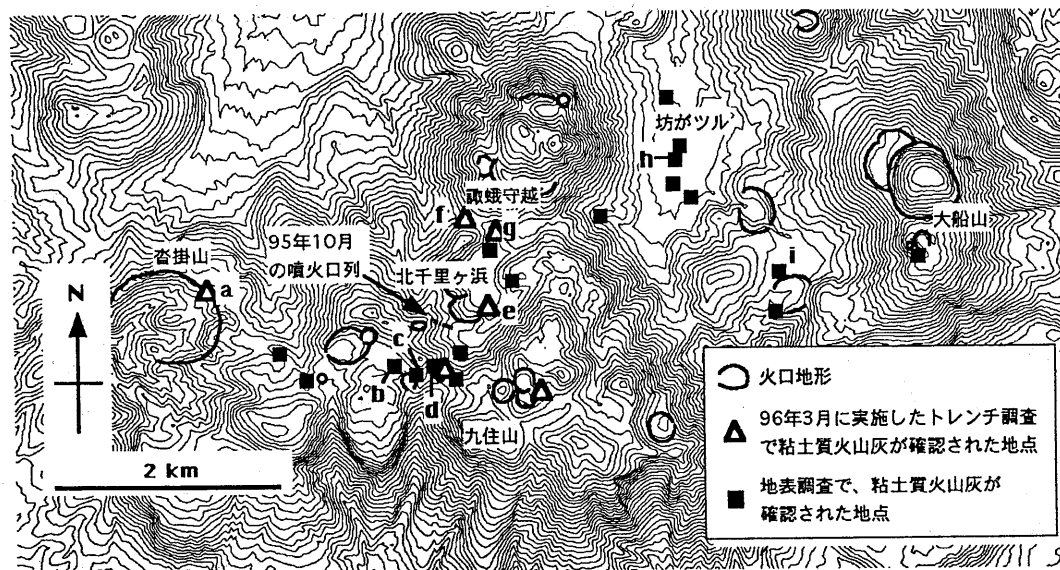 坊がツル
h
諏蛾守越
f
g
大船山
95年10月
の噴火口列
沓掛山
北千里ヶ浜
i
N
a
e
c
b
d
九住山
2 km
火口地形
96年3月に実施したトレンチ調査
で粘土質火山灰が確認された地点
地表調査で、粘土質火山灰が
確認された地点